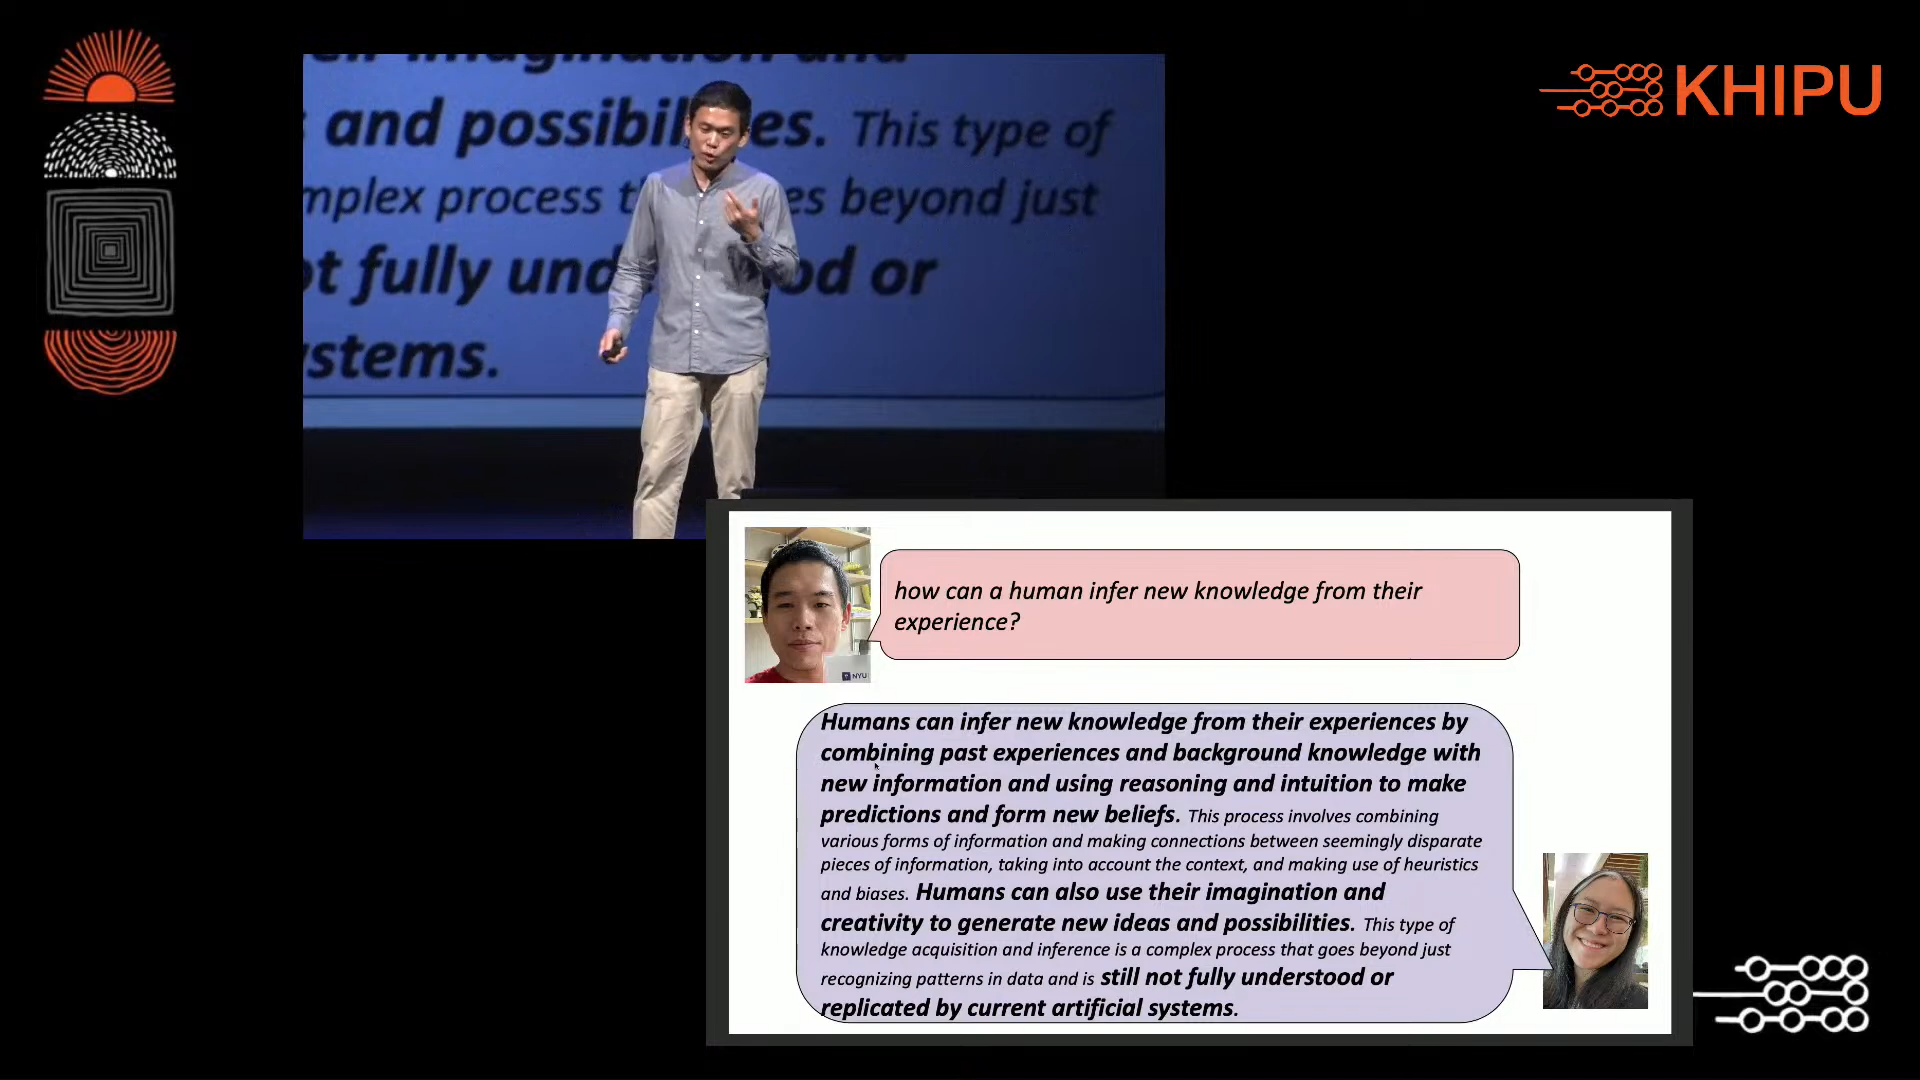 KHIPU
eir imagination and
and possibilities. This type of
mplex process es beyond just
ot fully und od or
stems.
how can a human infer new knowledge from their
experience?
NYU
Humans can infer new knowledge from their experiences by
combining past experiences and background knowledge with
new information and using reasoning and intuition to make
predictions and form new beliefs. This process involves combining
various forms of information and making connections between seemingly disparate
pieces of information, taking into account the context, and making use of heuristics
and biases. Humans can also use their imagination and
creativity to generate new ideas and possibilities. This type of
knowledge acquisition and inference is a complex process that goes beyond just
recognizing patterns in data and is still not fully understood or
replicated by current artificial systems.